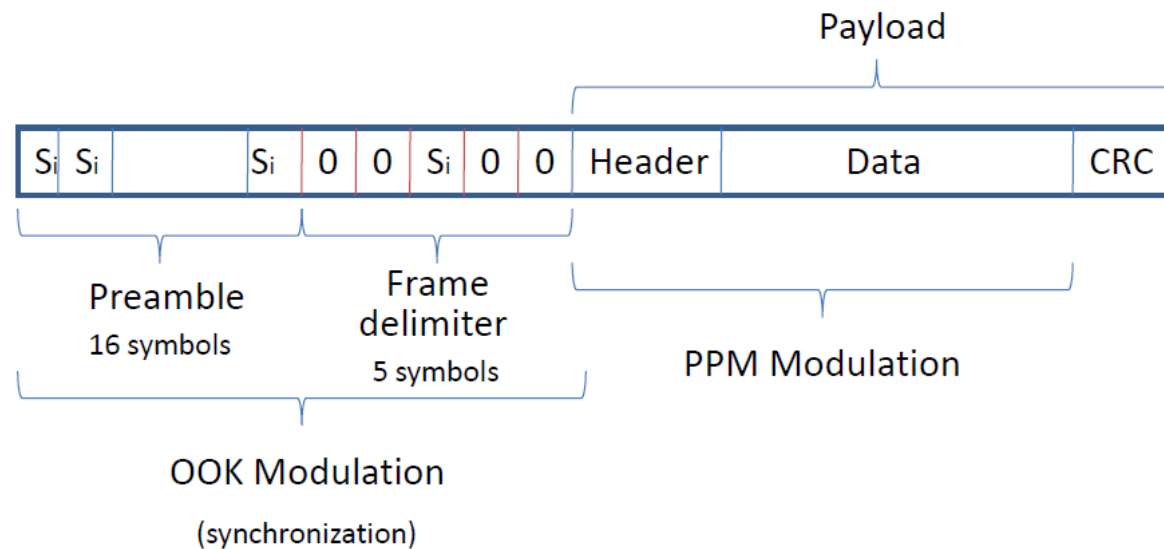 Payload
Si Si Si 0 0 Si 0 0 Header Data CRC
Preamble
16 symbols
Frame
delimiter
5 symbols
PPM Modulation
OOK Modulation
(synchronization)